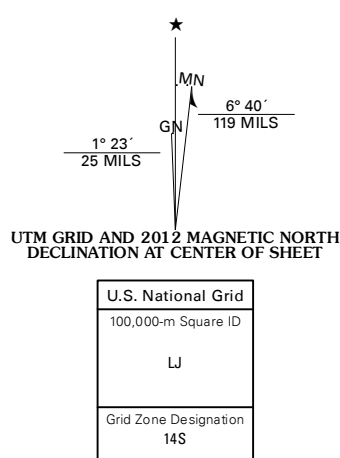 ★
MN
6° 40´
119 MILS
GN
1° 23´
25 MILS
UTM GRID AND 2012 MAGNETIC NORTH
DECLINATION AT CENTER OF SHEET
U.S. National Grid
100,000-m Square ID
LJ
Grid Zone Designation
14S